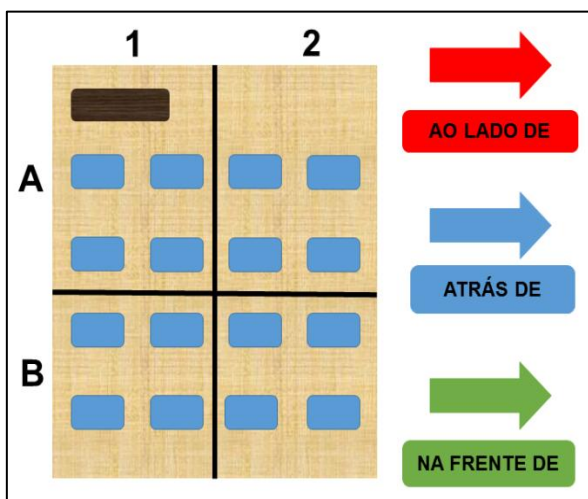 1 2
A
B
AO LADO DE
ATRÁS DE
NA FRENTE DE